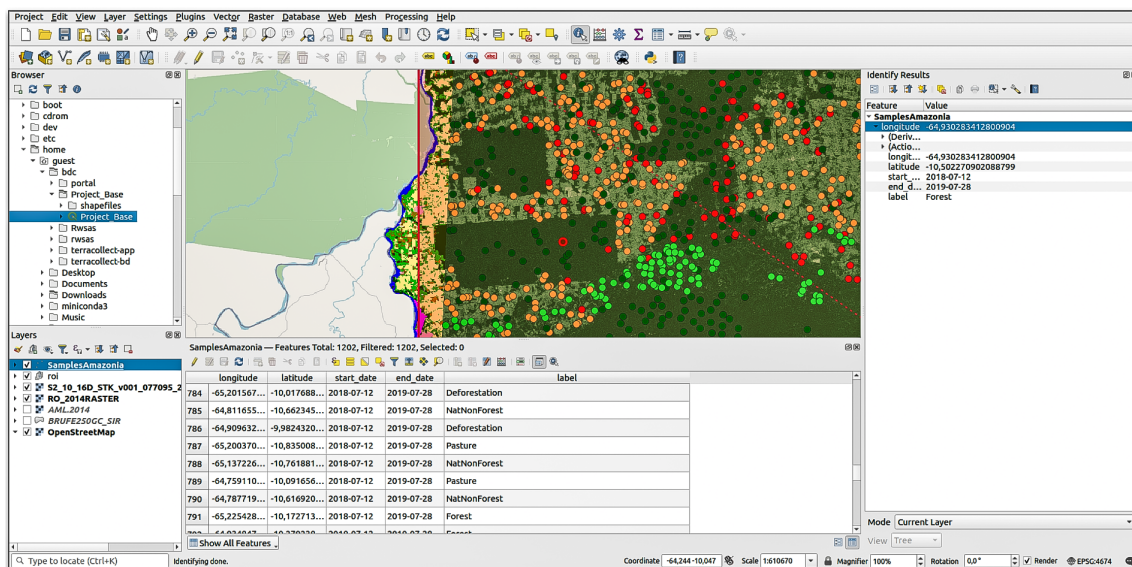 Project Edit View Layer Settings Plugins Vector Raster Database Web Mesh Processing Help
Browser
boot
cdrom
dev
etc
home
guest
bdc
portal
Project_Base
shapefiles
Project_Base
Rwsas
rwsas
terracollect-app
terracollect-bd
Desktop
Documents
Downloads
miniconda3
Music
Layers
SamplesAmazonia
roi
S2_10_16D_STK_v001_077095_2
RO_2014RASTER
AML.2014
BRUFE250GC_SIR
OpenStreetMap
SamplesAmazonia — Features Total: 1202, Filtered: 1202, Selected: 0
longitude latitude start_date end_date label
784 -65,201567... -10,017688... 2018-07-12 2019-07-28 Deforestation
785 -64,811655... -10,662345... 2018-07-12 2019-07-28 NatNonForest
786 -64,909632... -9,9824320... 2018-07-12 2019-07-28 Deforestation
787 -65,200370... -10,835008... 2018-07-12 2019-07-28 Pasture
788 -65,137226... -10,761881... 2018-07-12 2019-07-28 NatNonForest
789 -64,759110... -10,091656... 2018-07-12 2019-07-28 Pasture
790 -64,787719... -10,616920... 2018-07-12 2019-07-28 NatNonForest
791 -65,225428... -10,172713... 2018-07-12 2019-07-28 Forest
Show All Features
Identify Results
Feature Value
SamplesAmazonia
longitude -64,930283412800904
(Deriv...
(Actio...
longit... -64,930283412800904
latitude -10,502270902088799
start_... 2018-07-12
end_d... 2019-07-28
label Forest
Mode Current Layer
View Tree
Type to locate (Ctrl+K) Identifying done. Coordinate -64,244 -10,047 Scale 1:610670 Magnifier 100% Rotation 0,0 ° Render EPSG:4674